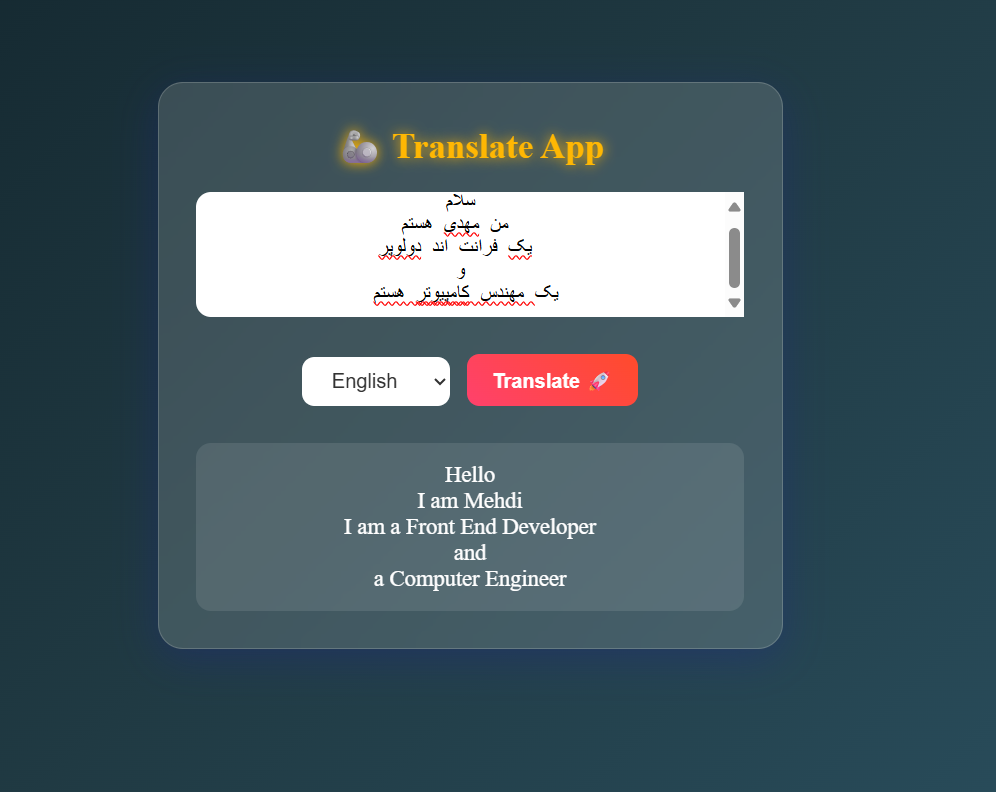 🦾 Translate App
سلام
من مهدی هستم
یک فرانت اند دولوپر
و
یک مهندس کامپیوتر هستم
English
Translate 🚀
Hello
I am Mehdi
I am a Front End Developer
and
a Computer Engineer